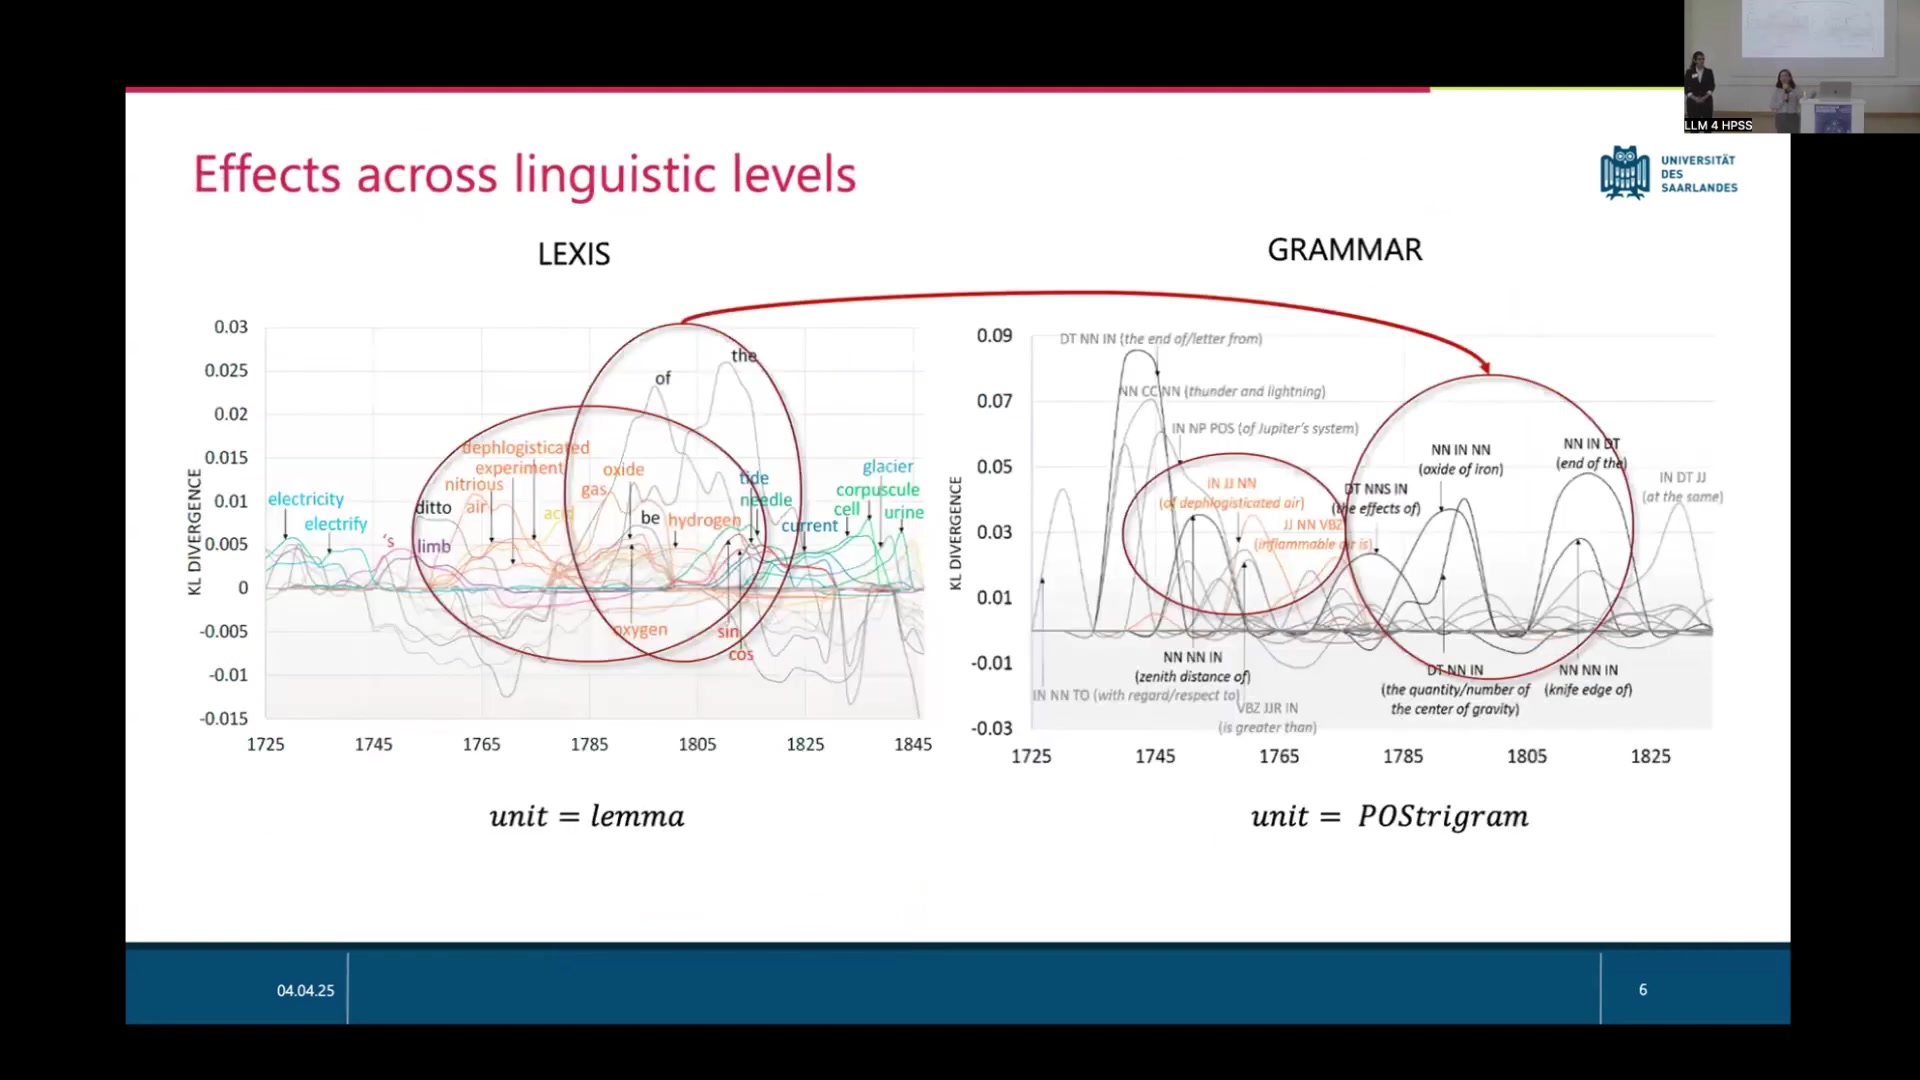 LLM 4 HPSS
Effects across linguistic levels
UNIVERSITÄT
DES
SAARLANDES
LEXIS
KL DIVERGENCE
0.03
0.025
0.02
0.015
0.01
0.005
0
-0.005
-0.01
-0.015
1725 1745 1765 1785 1805 1825 1845
electricity
electrify
's
ditto
limb
dephlogisticated
experiment
nitrious
air
acid
gas
oxide
of
the
be
hydrogen
oxygen
sin
cos
tide
needle
current
glacier
corpuscule
cell
urine
unit = lemma
GRAMMAR
KL DIVERGENCE
0.09
0.07
0.05
0.03
0.01
-0.01
-0.03
1725 1745 1765 1785 1805 1825
DT NN IN (the end of/letter from)
NN CC NN (thunder and lightning)
IN NP POS (of Jupiter's system)
IN JJ NN
(of dephlogisticated air)
JJ NN VBZ
(inflammable air is)
DT NNS IN
(the effects of)
NN IN NN
(oxide of iron)
NN IN DT
(end of the)
IN DT JJ
(at the same)
NN NN IN
(zenith distance of)
IN NN TO (with regard/respect to)
VBZ JJR IN
(is greater than)
DT NN IN
(the quantity/number of
the center of gravity)
NN NN IN
(knife edge of)
unit = POStrigram
04.04.25
6